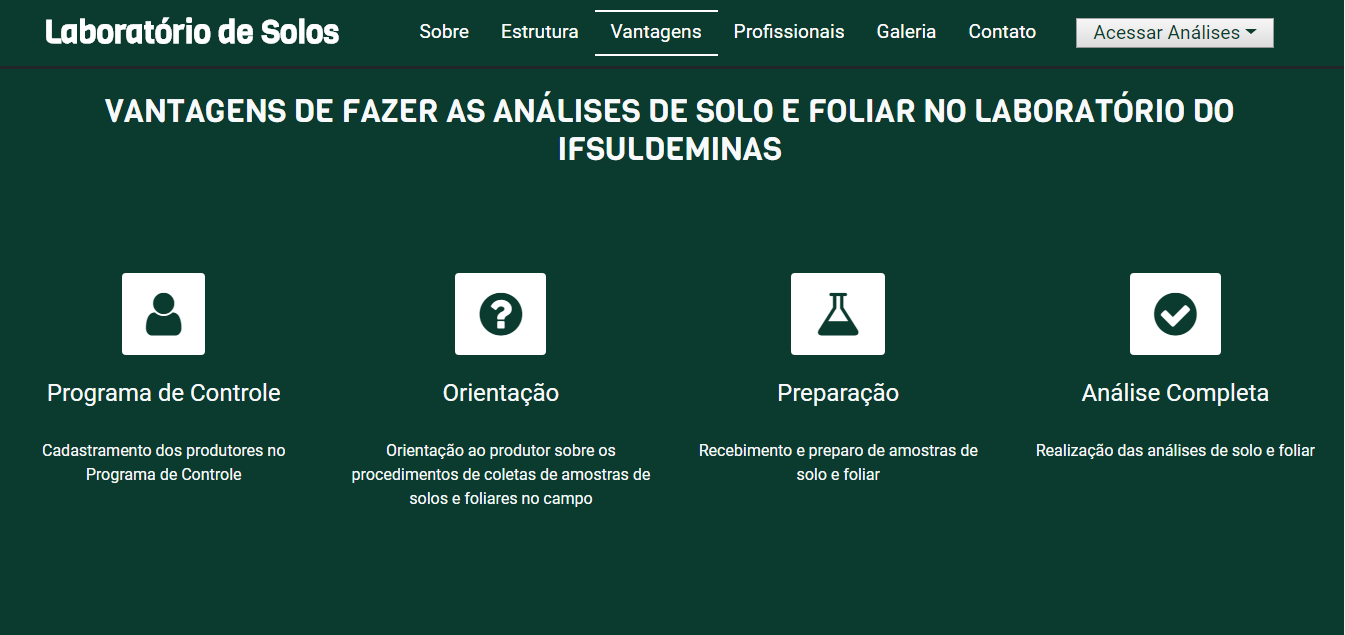 Laboratório de Solos
Sobre
Estrutura
Vantagens
Profissionais
Galeria
Contato
Acessar Análises
VANTAGENS DE FAZER AS ANÁLISES DE SOLO E FOLIAR NO LABORATÓRIO DO
IFSULDEMINAS
Programa de Controle
Cadastramento dos produtores no
Programa de Controle
Orientação
Orientação ao produtor sobre os
procedimentos de coletas de amostras de
solos e foliares no campo
Preparação
Recebimento e preparo de amostras de
solo e foliar
Análise Completa
Realização das análises de solo e foliar